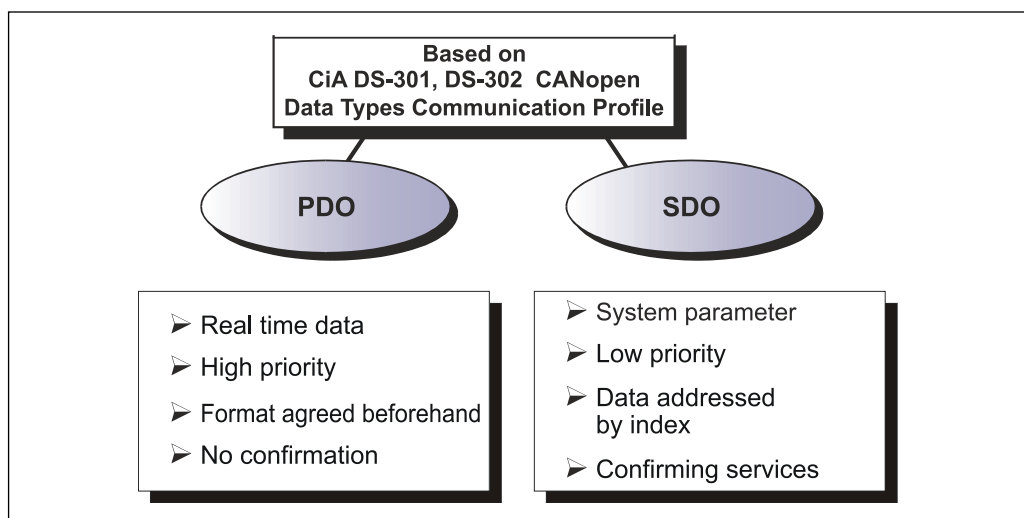 Based on
CiA DS-301, DS-302 CANopen
Data Types Communication Profile
PDO
SDO
Real time data
High priority
Format agreed beforehand
No confirmation
System parameter
Low priority
Data addressed
by index
Confirming services